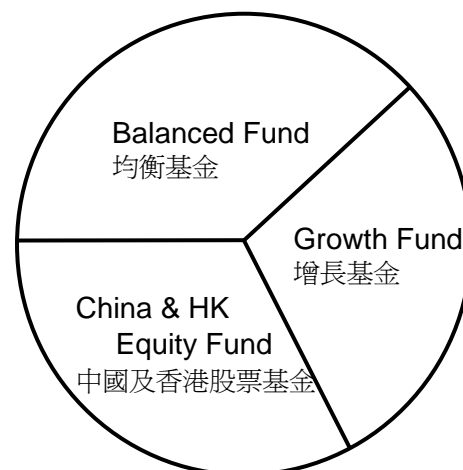 Balanced Fund
均衡基金
Growth Fund
增長基金
China & HK
Equity Fund
中國及香港股票基金